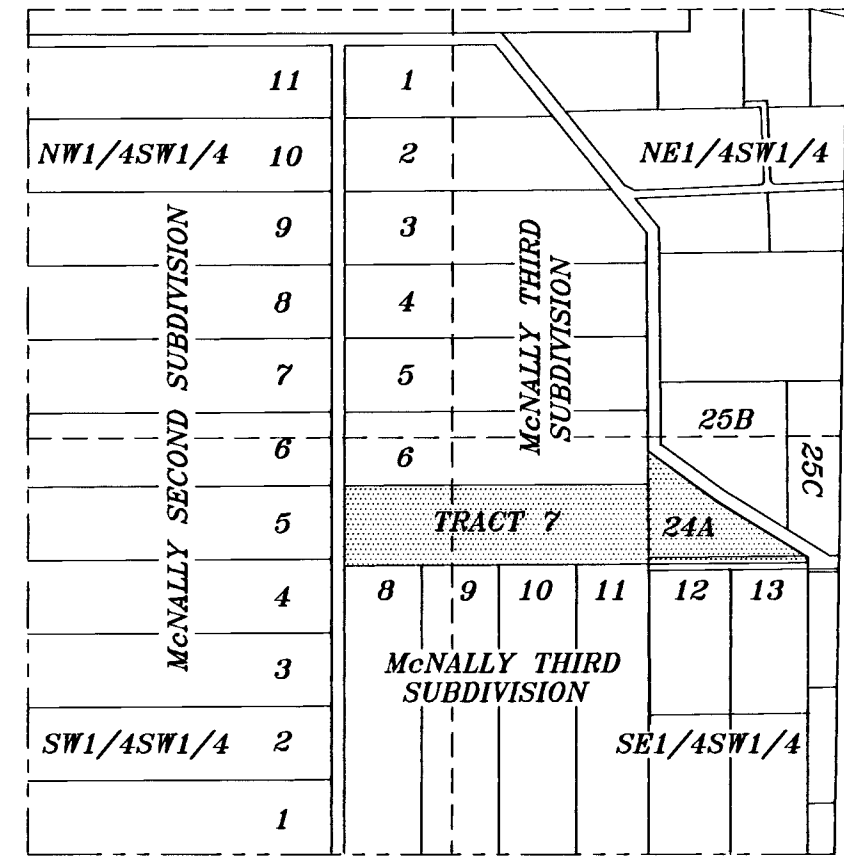 11
1
NW1/4SW1/4
10
2
NE1/4SW1/4
9
3
8
4
7
5
6
6
McNALLY SECOND SUBDIVISION
McNALLY THIRD
SUBDIVISION
25B
25C
5
TRACT 7
24A
4
8
9
10
11
12
13
3
McNALLY THIRD
SUBDIVISION
SW1/4SW1/4
2
SE1/4SW1/4
1